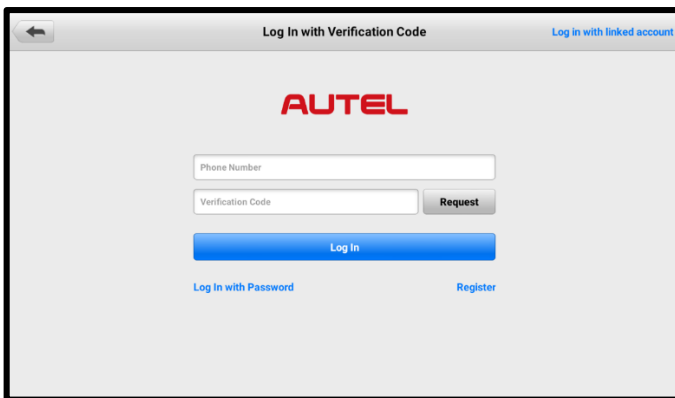 Log In with Verification Code
Log in with linked account
AUTEL
Phone Number
Verification Code
Request
Log In
Log In with Password
Register